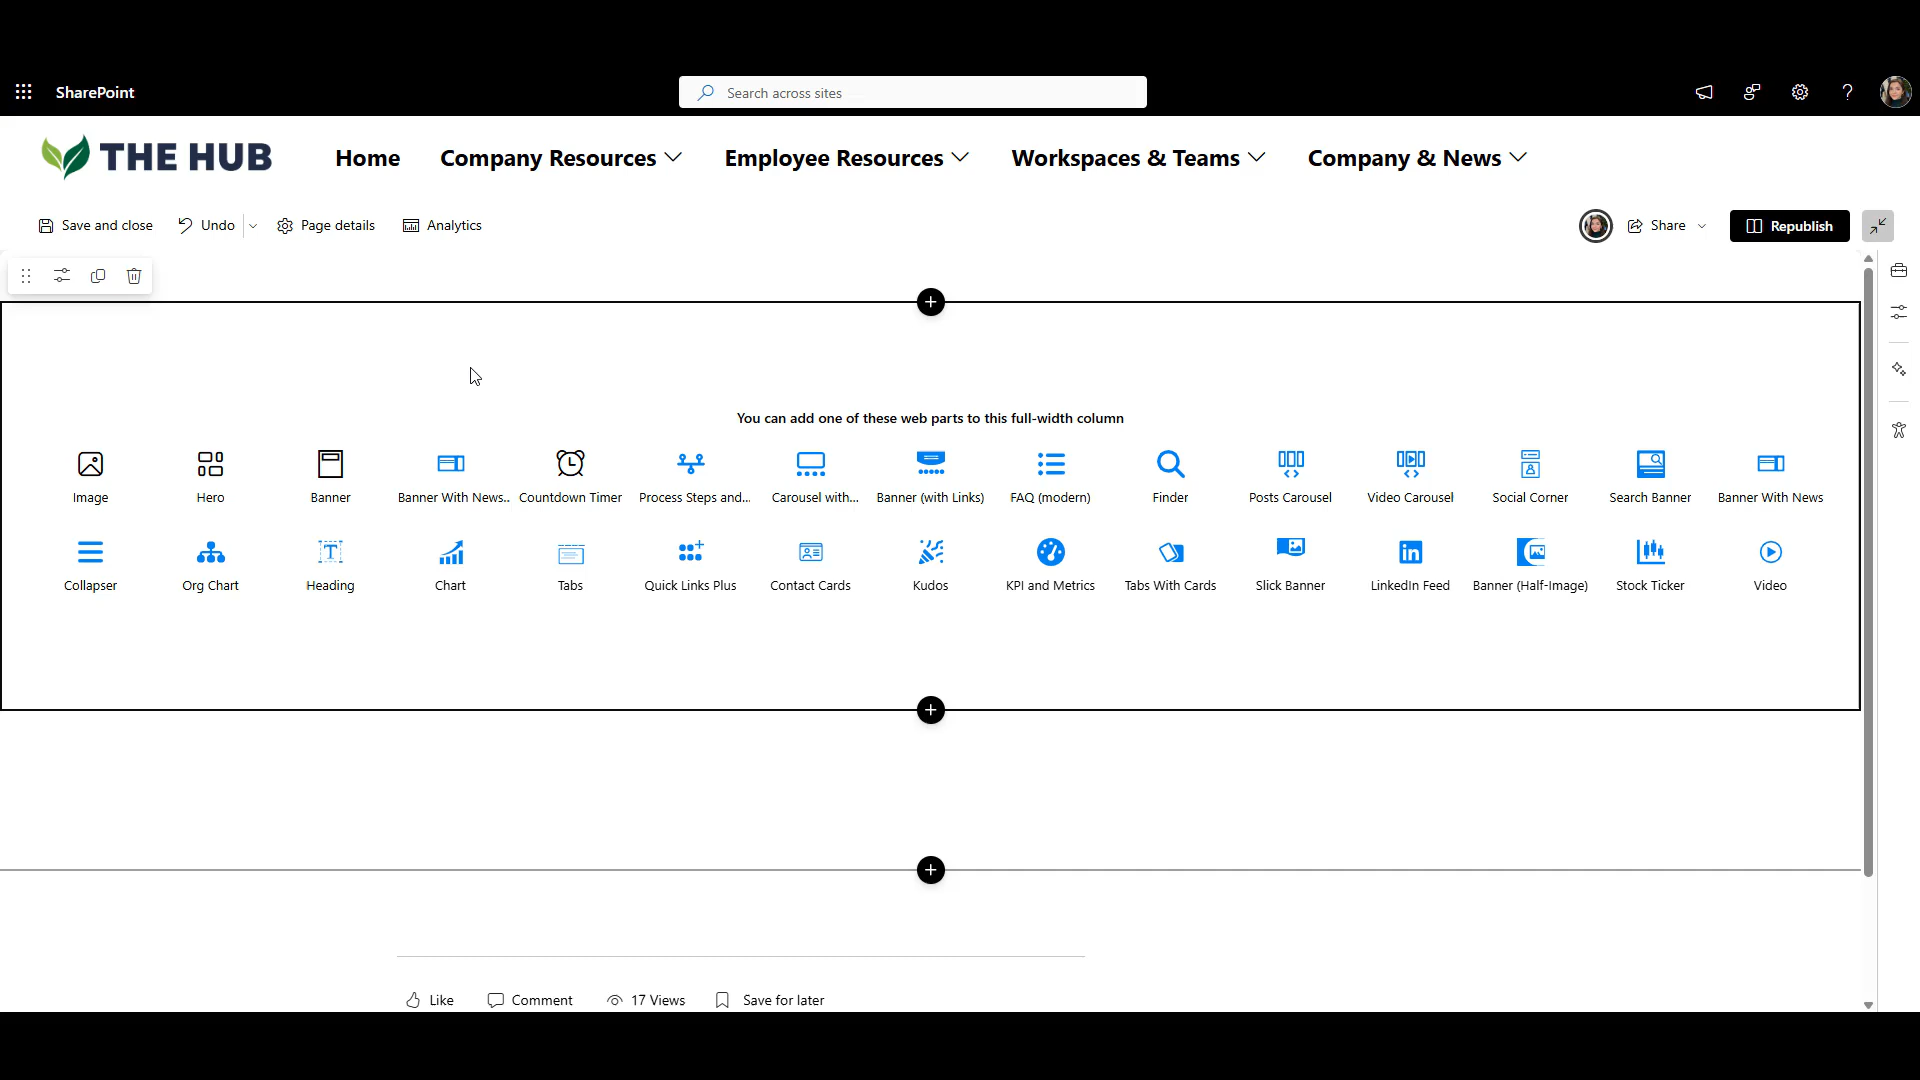 SharePoint
Search across sites
THE HUB
Home
Company Resources
Employee Resources
Workspaces & Teams
Company & News
Save and close
Undo
Page details
Analytics
Share
Republish
You can add one of these web parts to this full-width column
Image
Hero
Banner
Banner With News..
Countdown Timer
Process Steps and...
Carousel with...
Banner (with Links)
FAQ (modern)
Finder
Posts Carousel
Video Carousel
Social Corner
Search Banner
Banner With News
Collapser
Org Chart
Heading
Chart
Tabs
Quick Links Plus
Contact Cards
Kudos
KPI and Metrics
Tabs With Cards
Slick Banner
LinkedIn Feed
Banner (Half-Image)
Stock Ticker
Video
Like
Comment
17 Views
Save for later